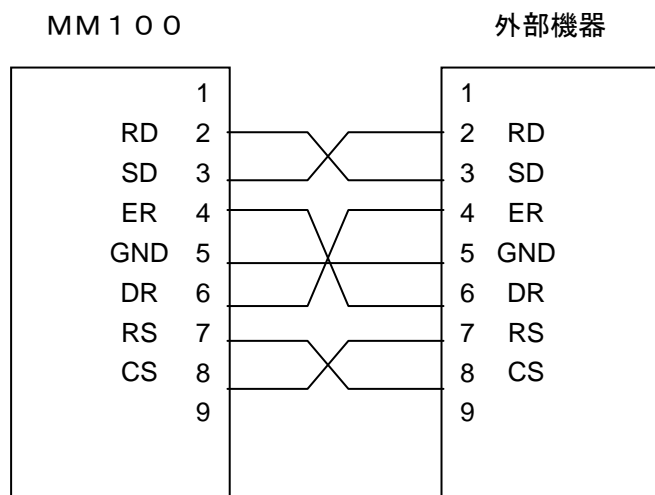 ＭＭ１００ 外部機器
1 1
RD 2 2 RD
SD 3 3 SD
ER 4 4 ER
GND 5 5 GND
DR 6 6 DR
RS 7 7 RS
CS 8 8 CS
9 9